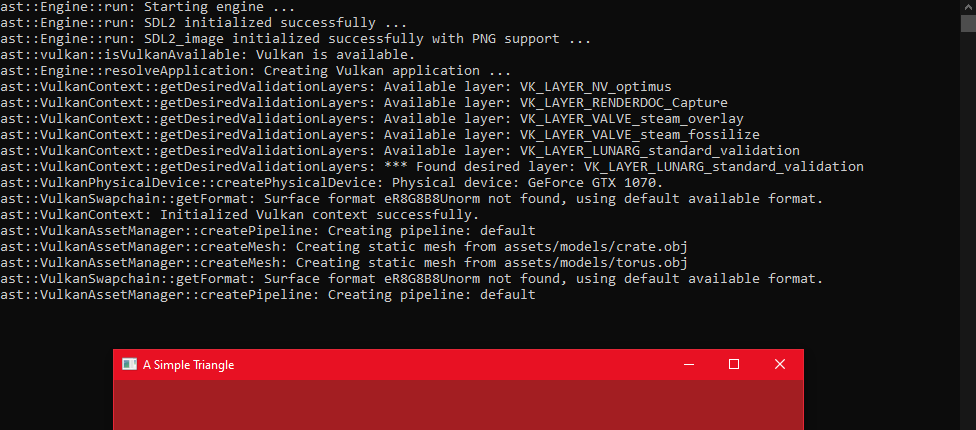 ast::Engine::run: Starting engine ...
ast::Engine::run: SDL2 initialized successfully ...
ast::Engine::run: SDL2_image initialized successfully with PNG support ...
ast::vulkan::isVulkanAvailable: Vulkan is available.
ast::Engine::resolveApplication: Creating Vulkan application ...
ast::VulkanContext::getDesiredValidationLayers: Available layer: VK_LAYER_NV_optimus
ast::VulkanContext::getDesiredValidationLayers: Available layer: VK_LAYER_RENDERDOC_Capture
ast::VulkanContext::getDesiredValidationLayers: Available layer: VK_LAYER_VALVE_steam_overlay
ast::VulkanContext::getDesiredValidationLayers: Available layer: VK_LAYER_VALVE_steam_fossilize
ast::VulkanContext::getDesiredValidationLayers: Available layer: VK_LAYER_LUNARG_standard_validation
ast::VulkanContext::getDesiredValidationLayers: *** Found desired layer: VK_LAYER_LUNARG_standard_validation
ast::VulkanPhysicalDevice::createPhysicalDevice: Physical device: GeForce GTX 1070.
ast::VulkanSwapchain::getFormat: Surface format eR8G8B8Unorm not found, using default available format.
ast::VulkanContext: Initialized Vulkan context successfully.
ast::VulkanAssetManager::createPipeline: Creating pipeline: default
ast::VulkanAssetManager::createMesh: Creating static mesh from assets/models/crate.obj
ast::VulkanAssetManager::createMesh: Creating static mesh from assets/models/torus.obj
ast::VulkanSwapchain::getFormat: Surface format eR8G8B8Unorm not found, using default available format.
ast::VulkanAssetManager::createPipeline: Creating pipeline: default
A Simple Triangle